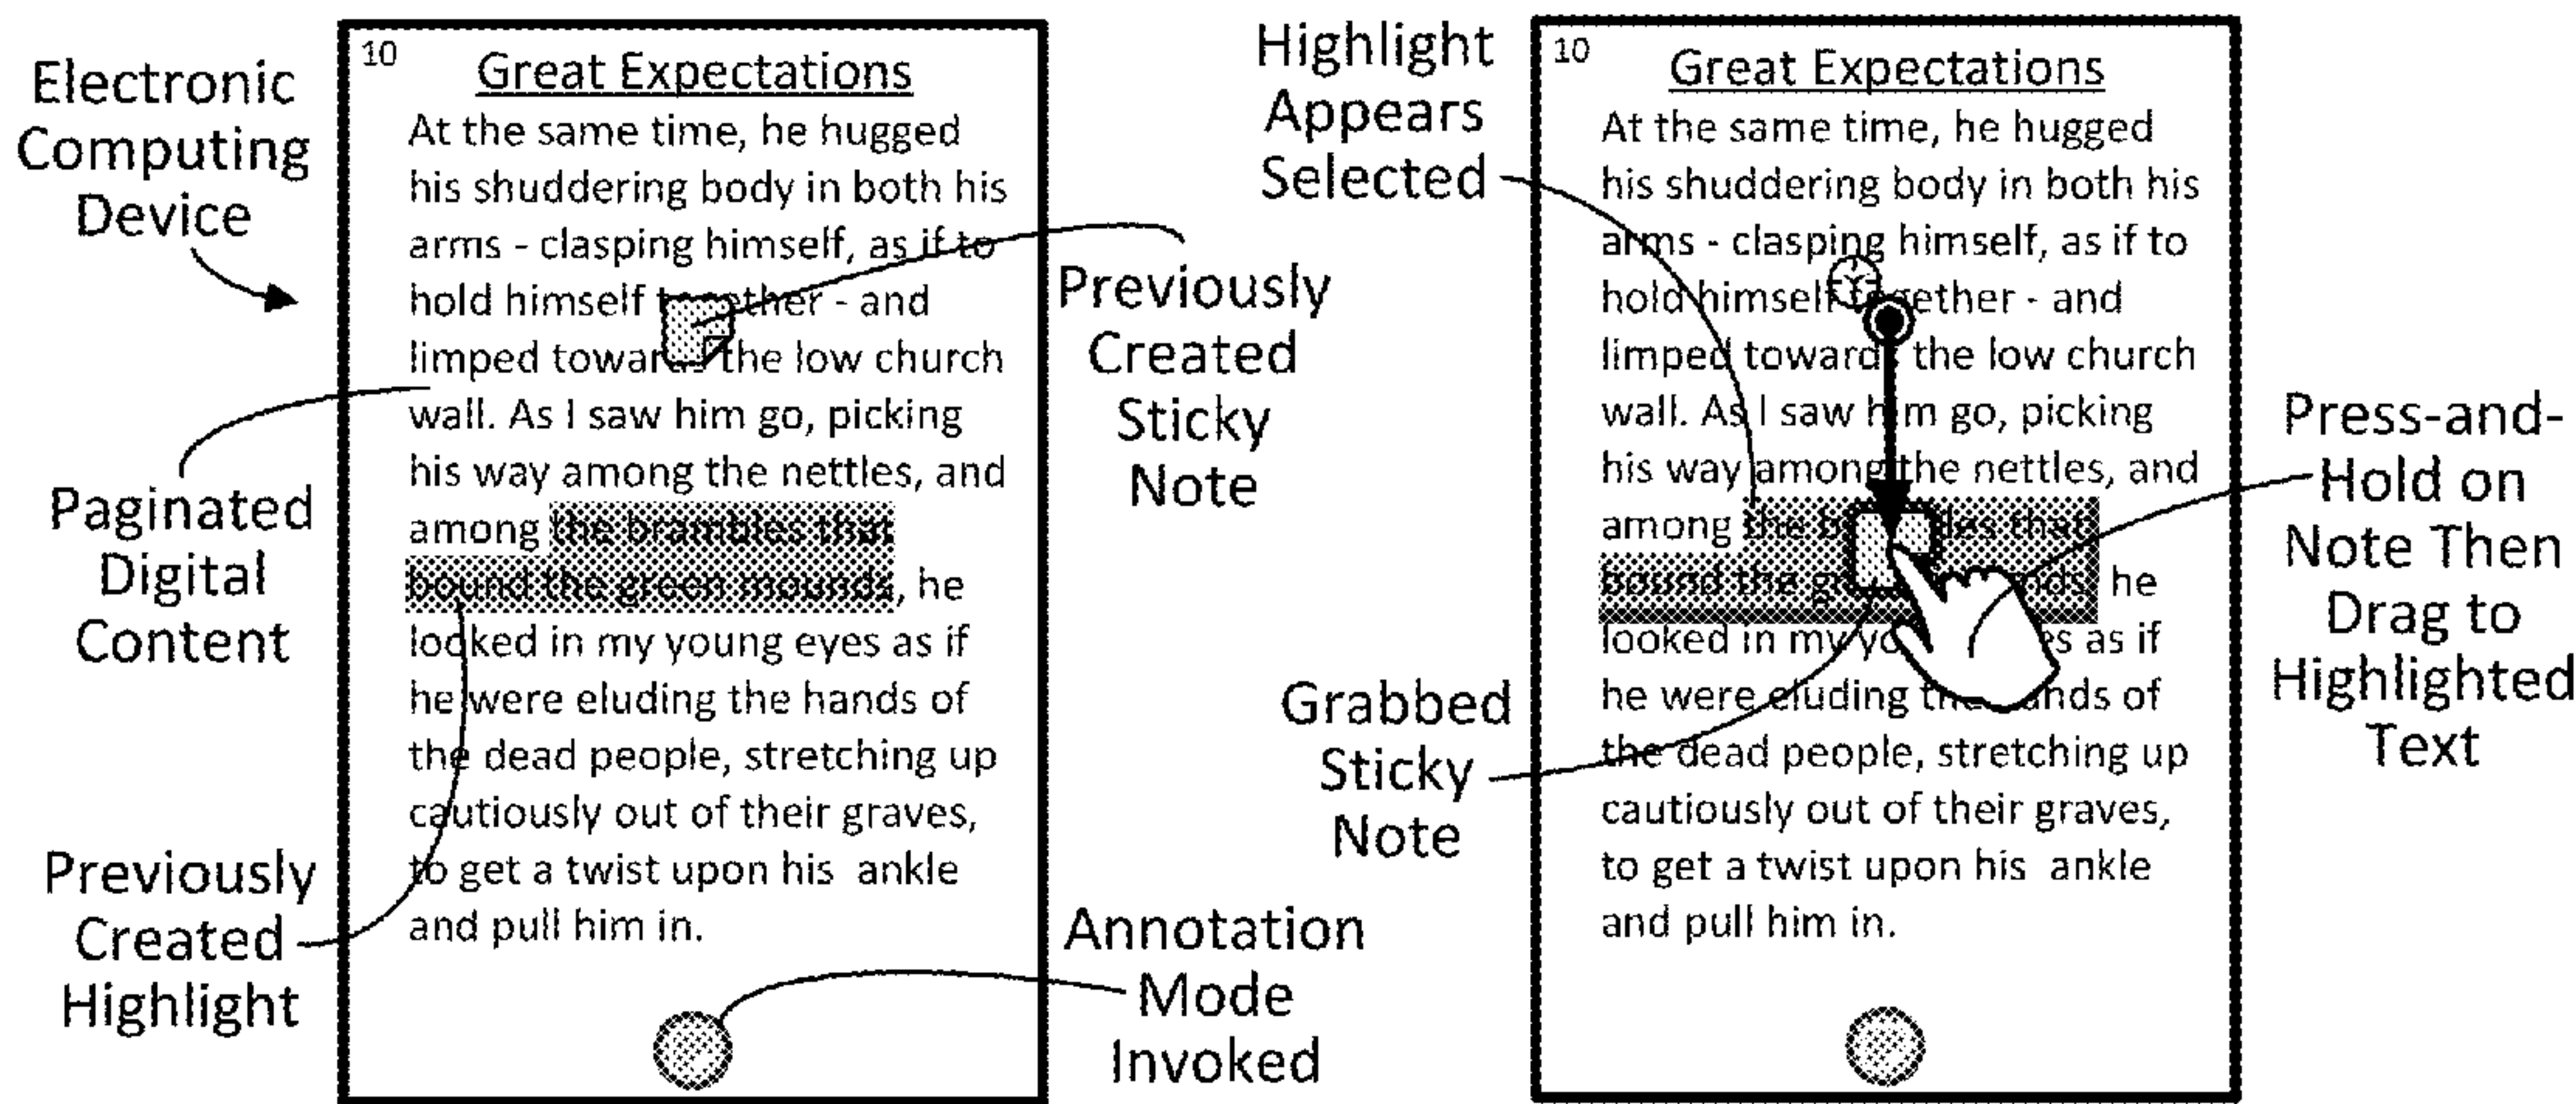 Electronic
Computing
Device
Paginated
Digital
Content
Previously
Created
Highlight
10
Great Expectations
At the same time, he hugged
his shuddering body in both his
arms - clasping himself, as if to
hold himself together - and
limped towards the low church
wall. As I saw him go, picking
his way among the nettles, and
among the brambles that
bound the green mounds, he
looked in my young eyes as if
he were eluding the hands of
the dead people, stretching up
cautiously out of their graves,
to get a twist upon his ankle
and pull him in.
Previously
Created
Sticky
Note
Annotation
Mode
Invoked
Highlight
Appears
Selected
Grabbed
Sticky
Note
10
Great Expectations
At the same time, he hugged
his shuddering body in both his
arms - clasping himself, as if to
hold himself together - and
limped towards the low church
wall. As I saw him go, picking
his way among the nettles, and
among the that
bound the he
looked in my as if
he were eluding the hands of
the dead people, stretching up
cautiously out of their graves,
to get a twist upon his ankle
and pull him in.
Press-and-
Hold on
Note Then
Drag to
Highlighted
Text